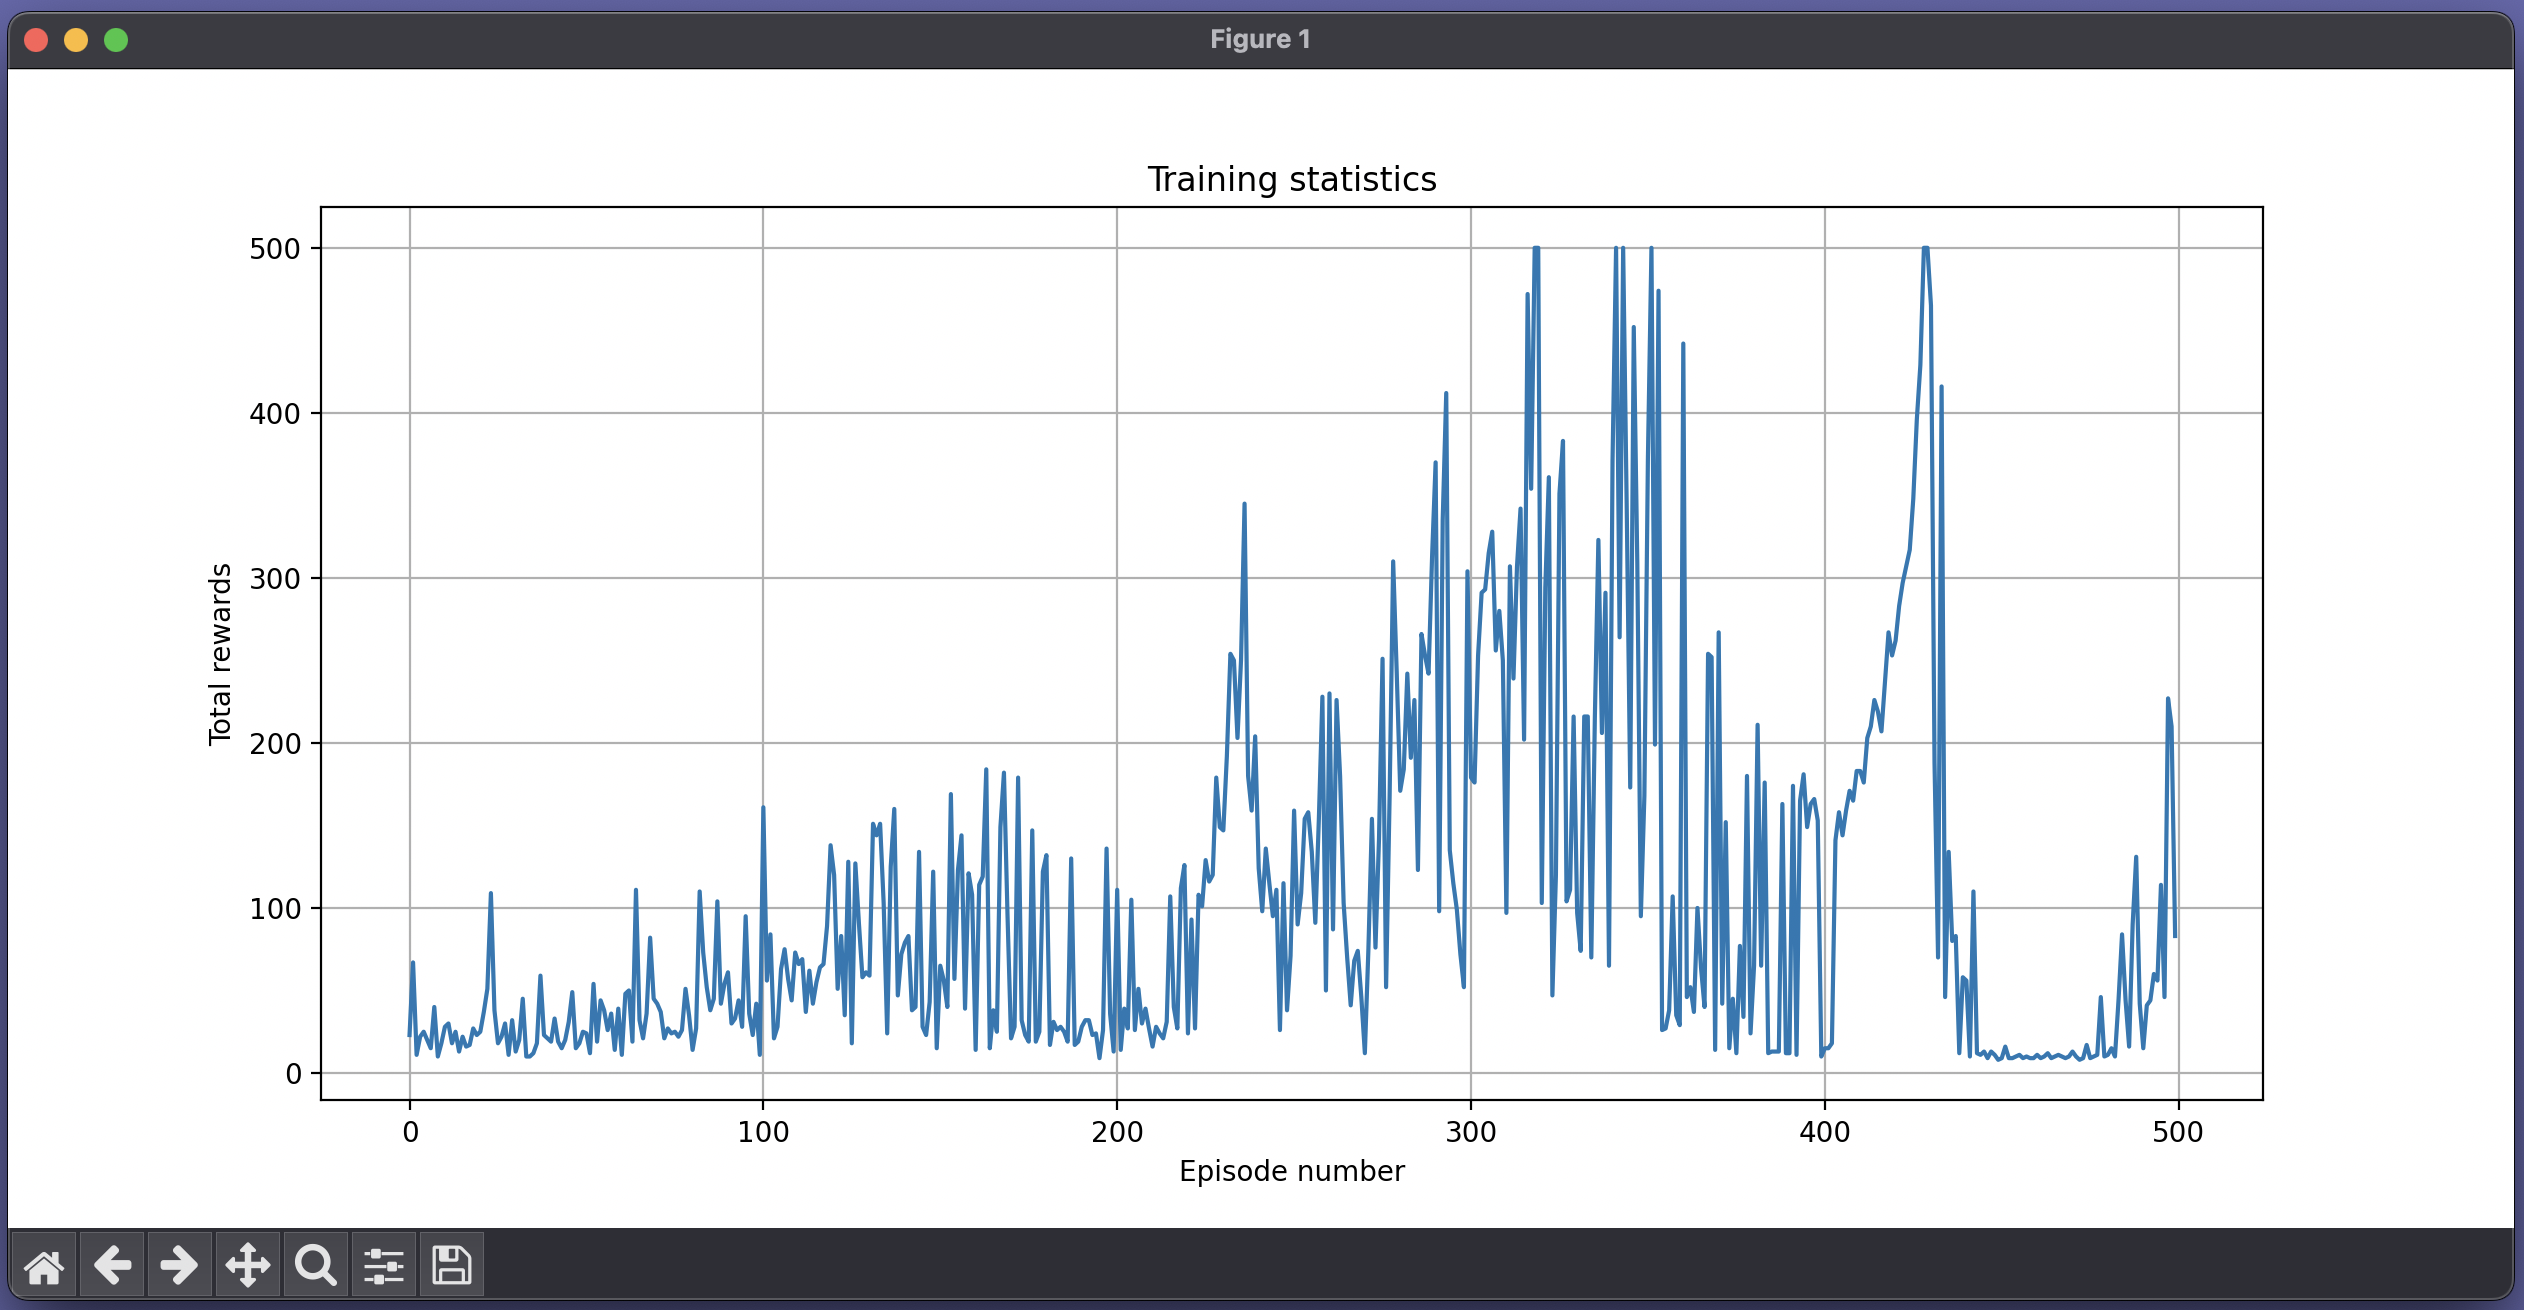 Figure 1
Training statistics
500
400
300
200
100
0
Total rewards
0 100 200 300 400 500
Episode number